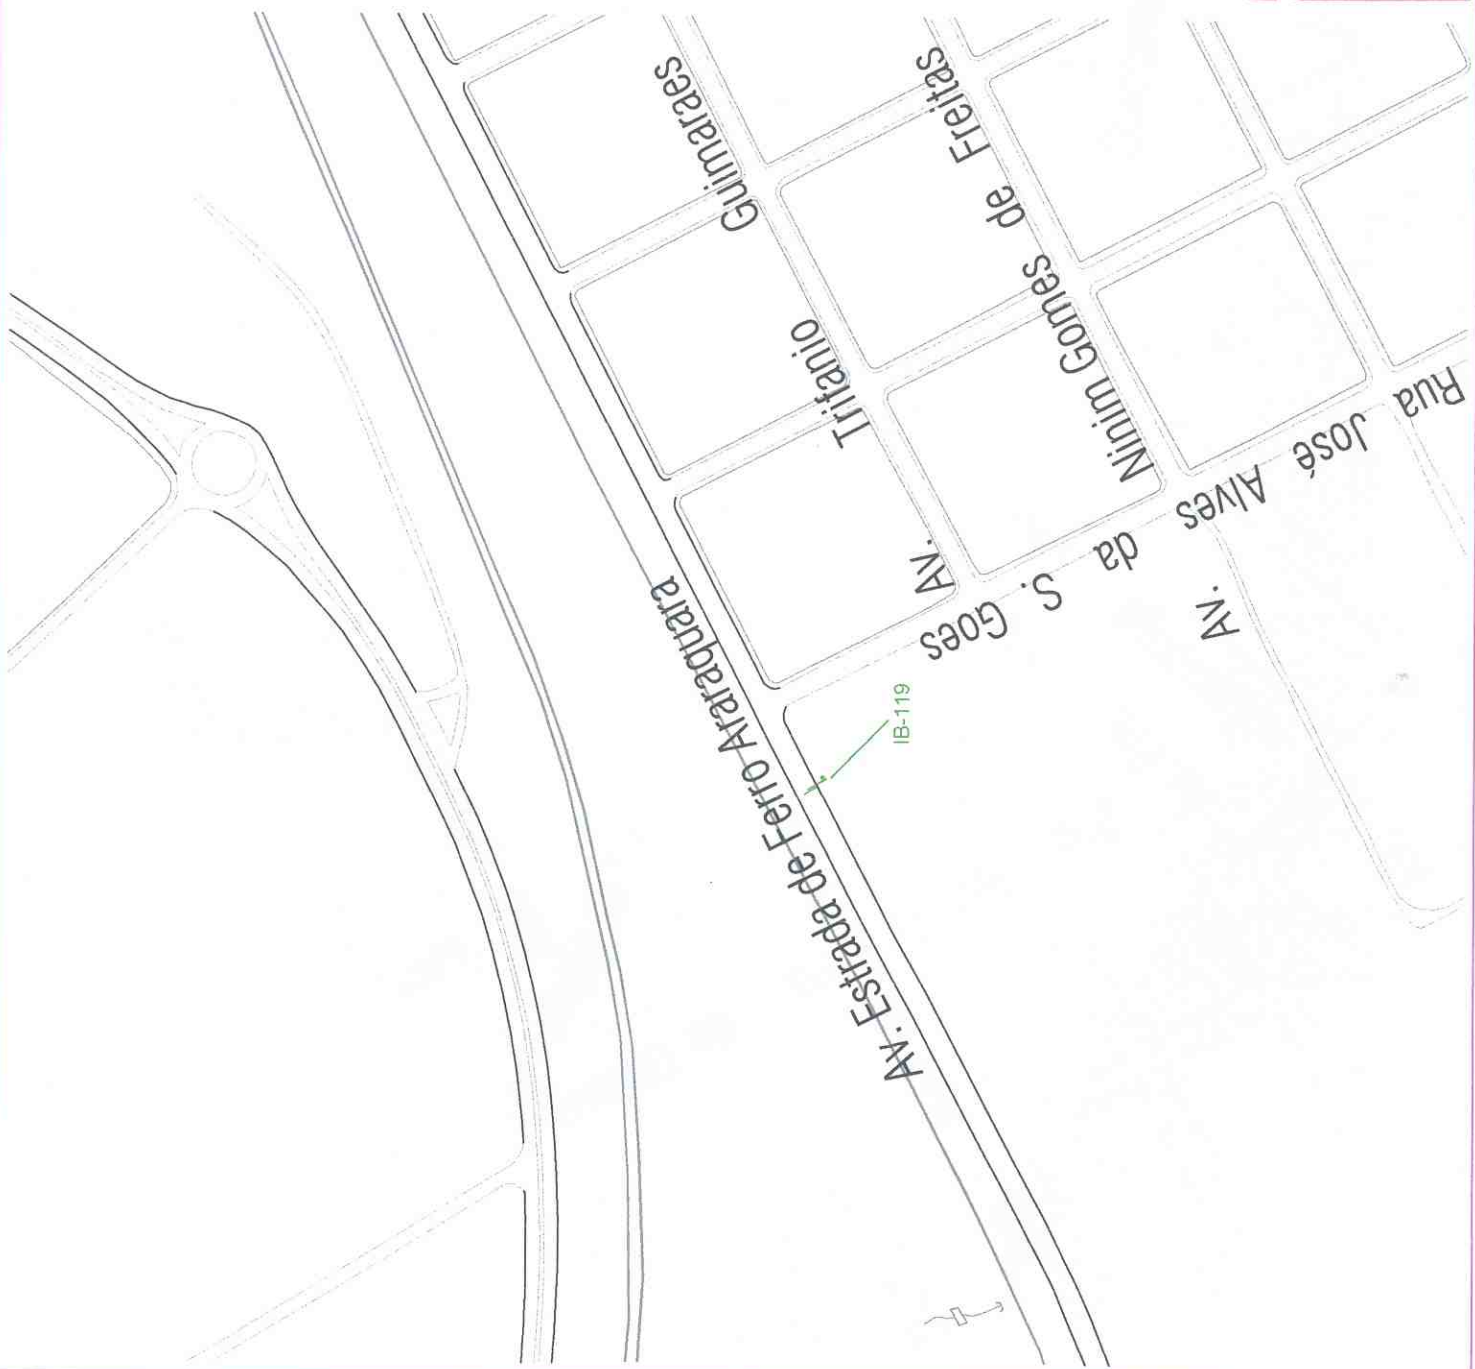 Av. Estrada de Ferro Araraquara
Av. Trifanio Guimaraes
Av. Ninim Gomes de Freitas
Rua José Alves da S. Goes
IB-119